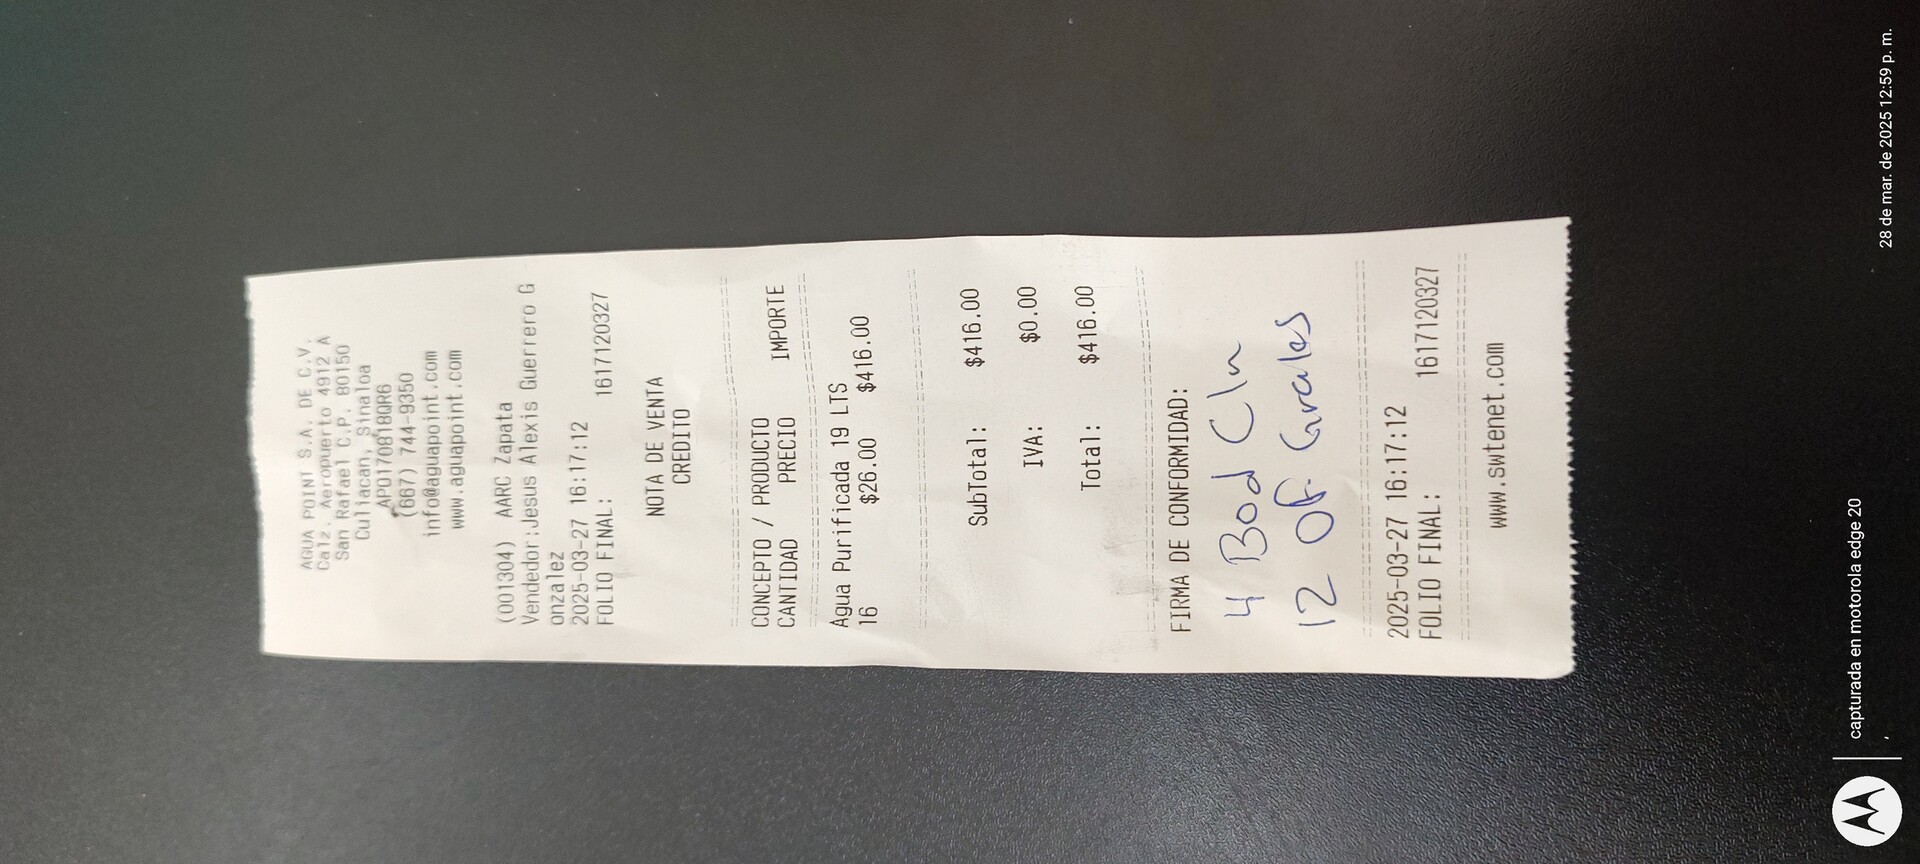 AGUA POINT S.A. DE C.V.
Calz. Aeropuerto 4912 A
San Rafael C.P. 80150
Culiacan, Sinaloa
APO170818QR6
(667) 744-9350
info@aguapoint.com
www.aguapoint.com
(001304) AARC Zapata
Vendedor:Jesus Alexis Guerrero G
onzalez
2025-03-27 16:17:12
FOLIO FINAL: 1617120327
NOTA DE VENTA
CREDITO
CONCEPTO / PRODUCTO
CANTIDAD PRECIO IMPORTE
Agua Purificada 19 LTS
16 $26.00 $416.00
SubTotal: $416.00
IVA: $0.00
Total: $416.00
FIRMA DE CONFORMIDAD:
4 Bod Cln
12 Of. Grales
2025-03-27 16:17:12
FOLIO FINAL: 1617120327
www.swtenet.com
capturada en motorola edge 20
28 de mar. de 2025 12:59 p. m.